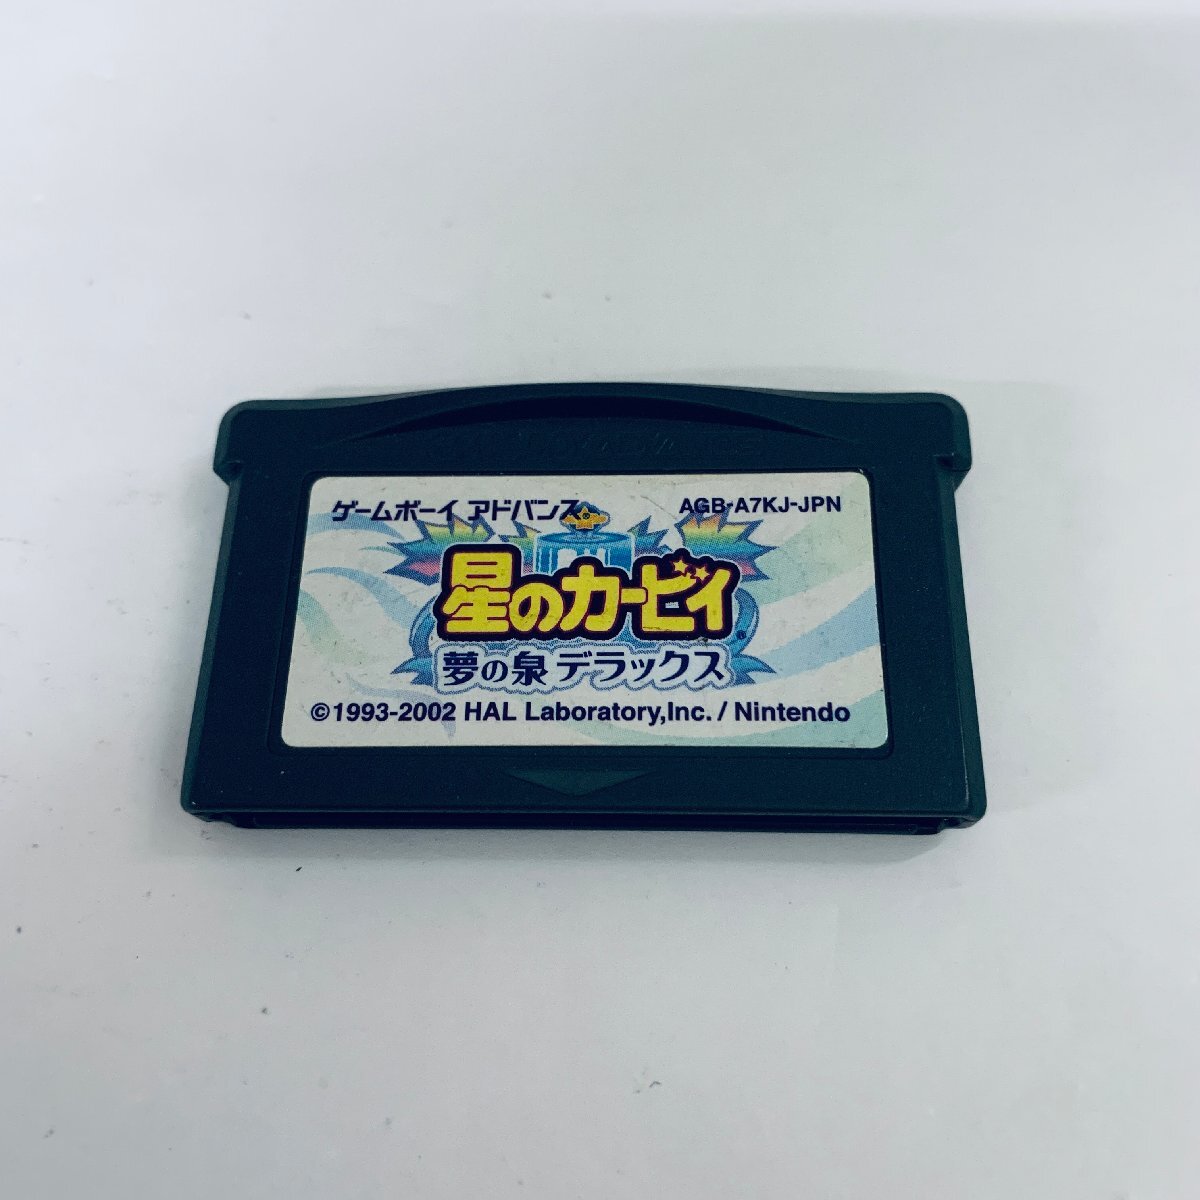 ゲームボーイ アドバンス AGB-A7KJ-JPN
星のカービィ
夢の泉 デラックス
©1993-2002 HAL Laboratory,Inc. / Nintendo